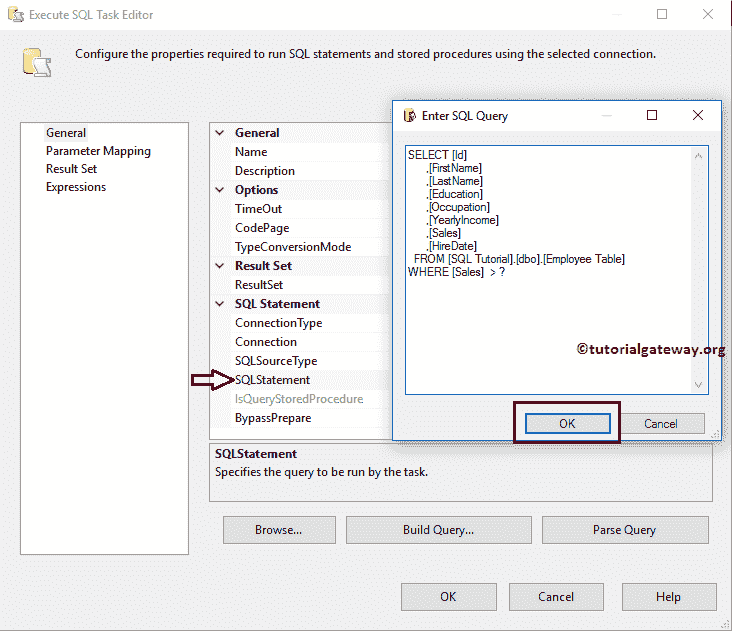 Execute SQL Task Editor
Configure the properties required to run SQL statements and stored procedures using the selected connection.
General
Parameter Mapping
Result Set
Expressions
General
Name
Description
Options
TimeOut
CodePage
TypeConversionMode
Result Set
ResultSet
SQL Statement
ConnectionType
Connection
SQLSourceType
SQLStatement
IsQueryStoredProcedure
BypassPrepare
Enter SQL Query
SELECT [Id]
,[FirstName]
,[LastName]
,[Education]
,[Occupation]
,[YearlyIncome]
,[Sales]
,[HireDate]
FROM [SQL Tutorial].[dbo].[Employee Table]
WHERE [Sales] > ?
©tutorialgateway.org
OK
Cancel
SQLStatement
Specifies the query to be run by the task.
Browse...
Build Query...
Parse Query
OK
Cancel
Help